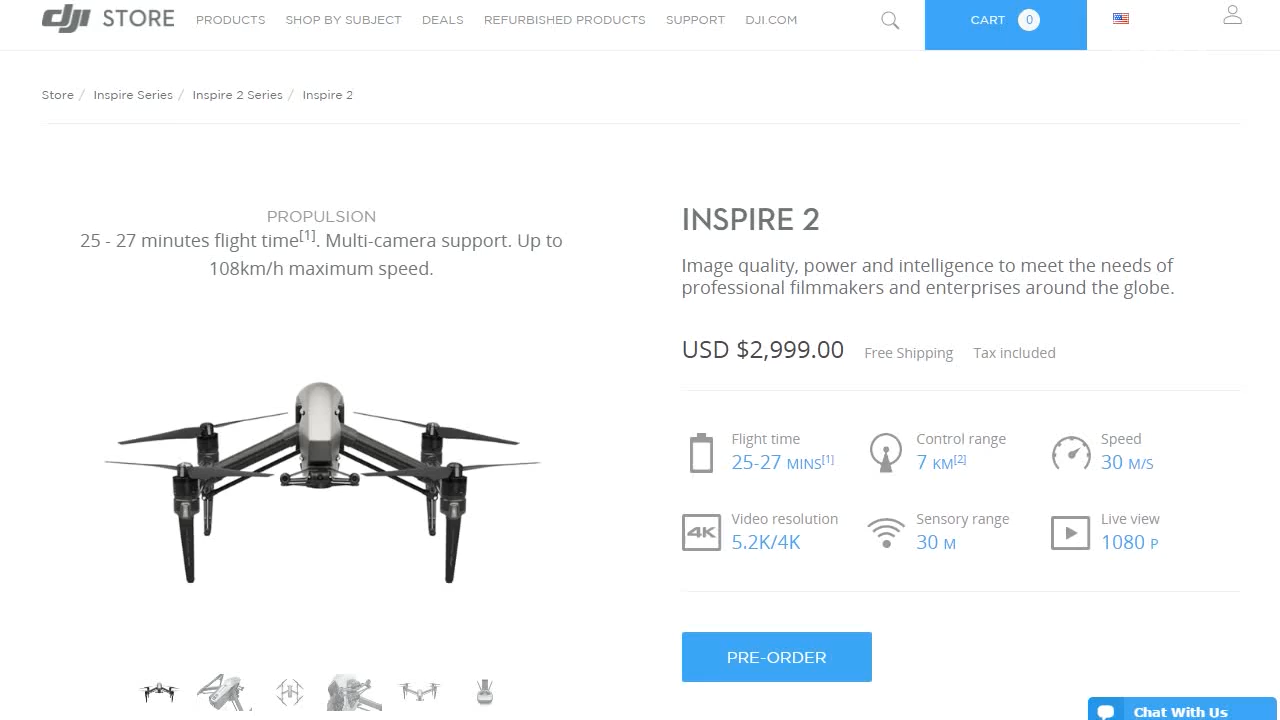 dji STORE PRODUCTS SHOP BY SUBJECT DEALS REFURBISHED PRODUCTS SUPPORT DJI.COM CART 0
Store / Inspire Series / Inspire 2 Series / Inspire 2
PROPULSION
25 - 27 minutes flight time[1]. Multi-camera support. Up to
108km/h maximum speed.
INSPIRE 2
Image quality, power and intelligence to meet the needs of
professional filmmakers and enterprises around the globe.
USD $2,999.00 Free Shipping Tax included
Flight time
25-27 MINS[1]
Control range
7 KM[2]
Speed
30 M/S
4K
Video resolution
5.2K/4K
Sensory range
30 M
Live view
1080 P
PRE-ORDER
Chat With Us